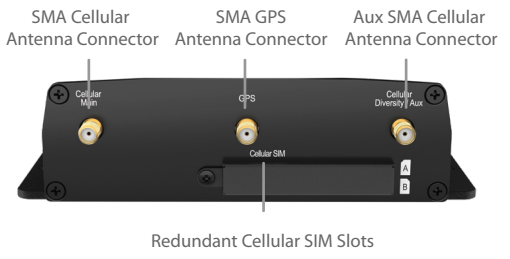 SMA Cellular
Antenna Connector
SMA GPS
Antenna Connector
Aux SMA Cellular
Antenna Connector
Cellular
Main
GPS
Cellular
Diversity / Aux
Cellular SIM
A
B
Redundant Cellular SIM Slots